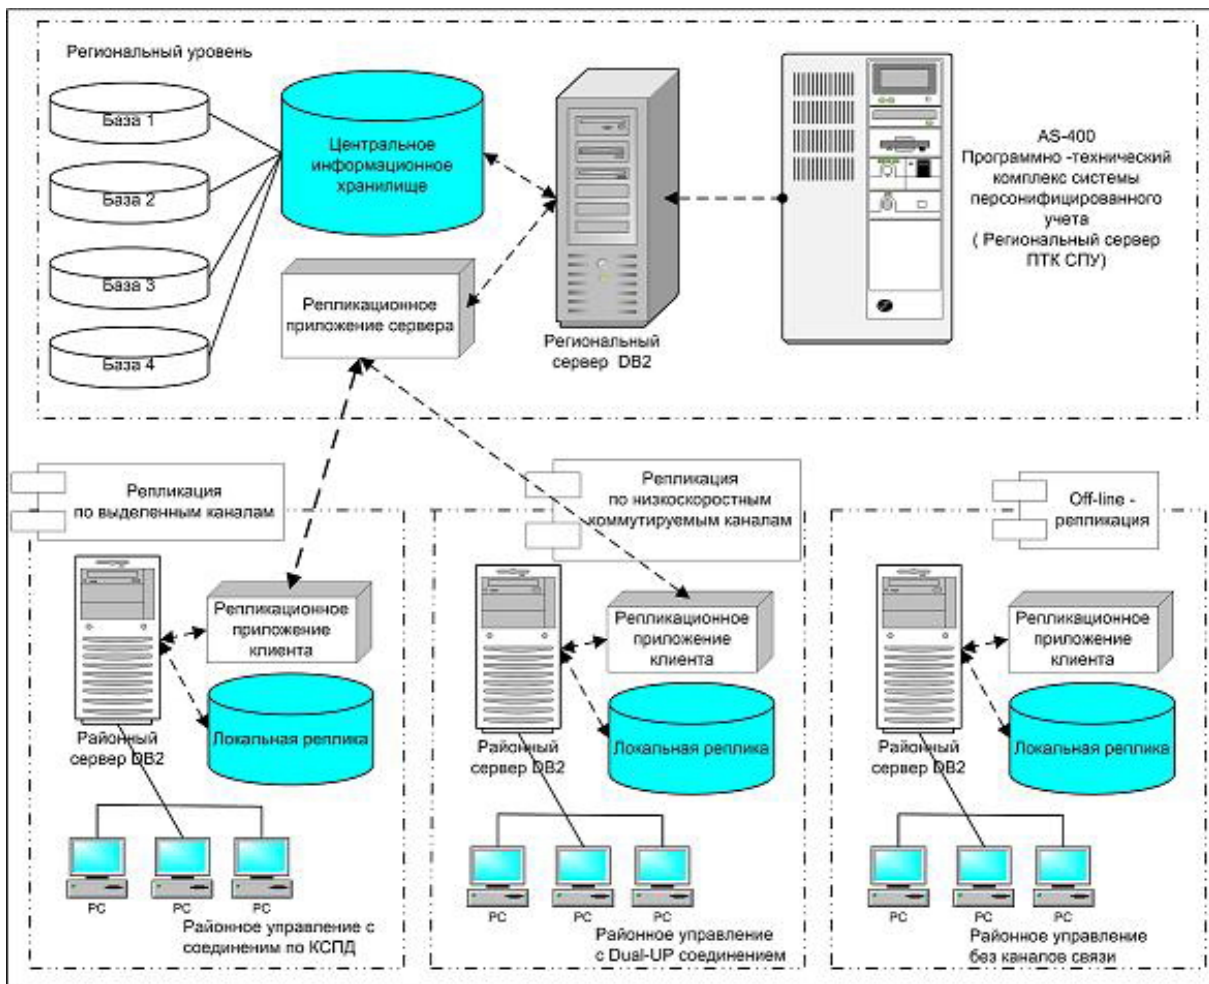 Региональный уровень
База 1
База 2
База 3
База 4
Центральное
информационное
хранилище
Репликационное
приложение сервера
Региональный
сервер DB2
AS-400
Программно -технический
комплекс системы
персонифицированного
учета
( Региональный сервер
ПТК СПУ)
Репликация
по выделенным каналам
Репликационное
приложение
клиента
Локальная реплика
Районный
сервер DB2
PC
PC
PC
Районное управление с
соединеним по КСПД
Репликация
по низкоскоростным
коммутируемым каналам
Репликационное
приложение
клиента
Локальная реплика
Районный
сервер DB2
PC
PC
PC
Районное управление
с Dual-UP соединением
Off-line -
репликация
Репликационное
приложение
клиента
Локальная реплика
Районный
сервер DB2
PC
PC
PC
Районное управление
без каналов связи